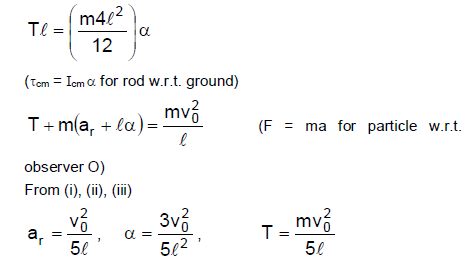 Tℓ = (m4ℓ²/12) α
(τcm = Icm α for rod w.r.t. ground)
T + m(aᵣ + ℓα) = mv₀²/ℓ (F = ma for particle w.r.t.
observer O)
From (i), (ii), (iii)
aᵣ = v₀²/5ℓ , α = 3v₀²/5ℓ² , T = mv₀²/5ℓ